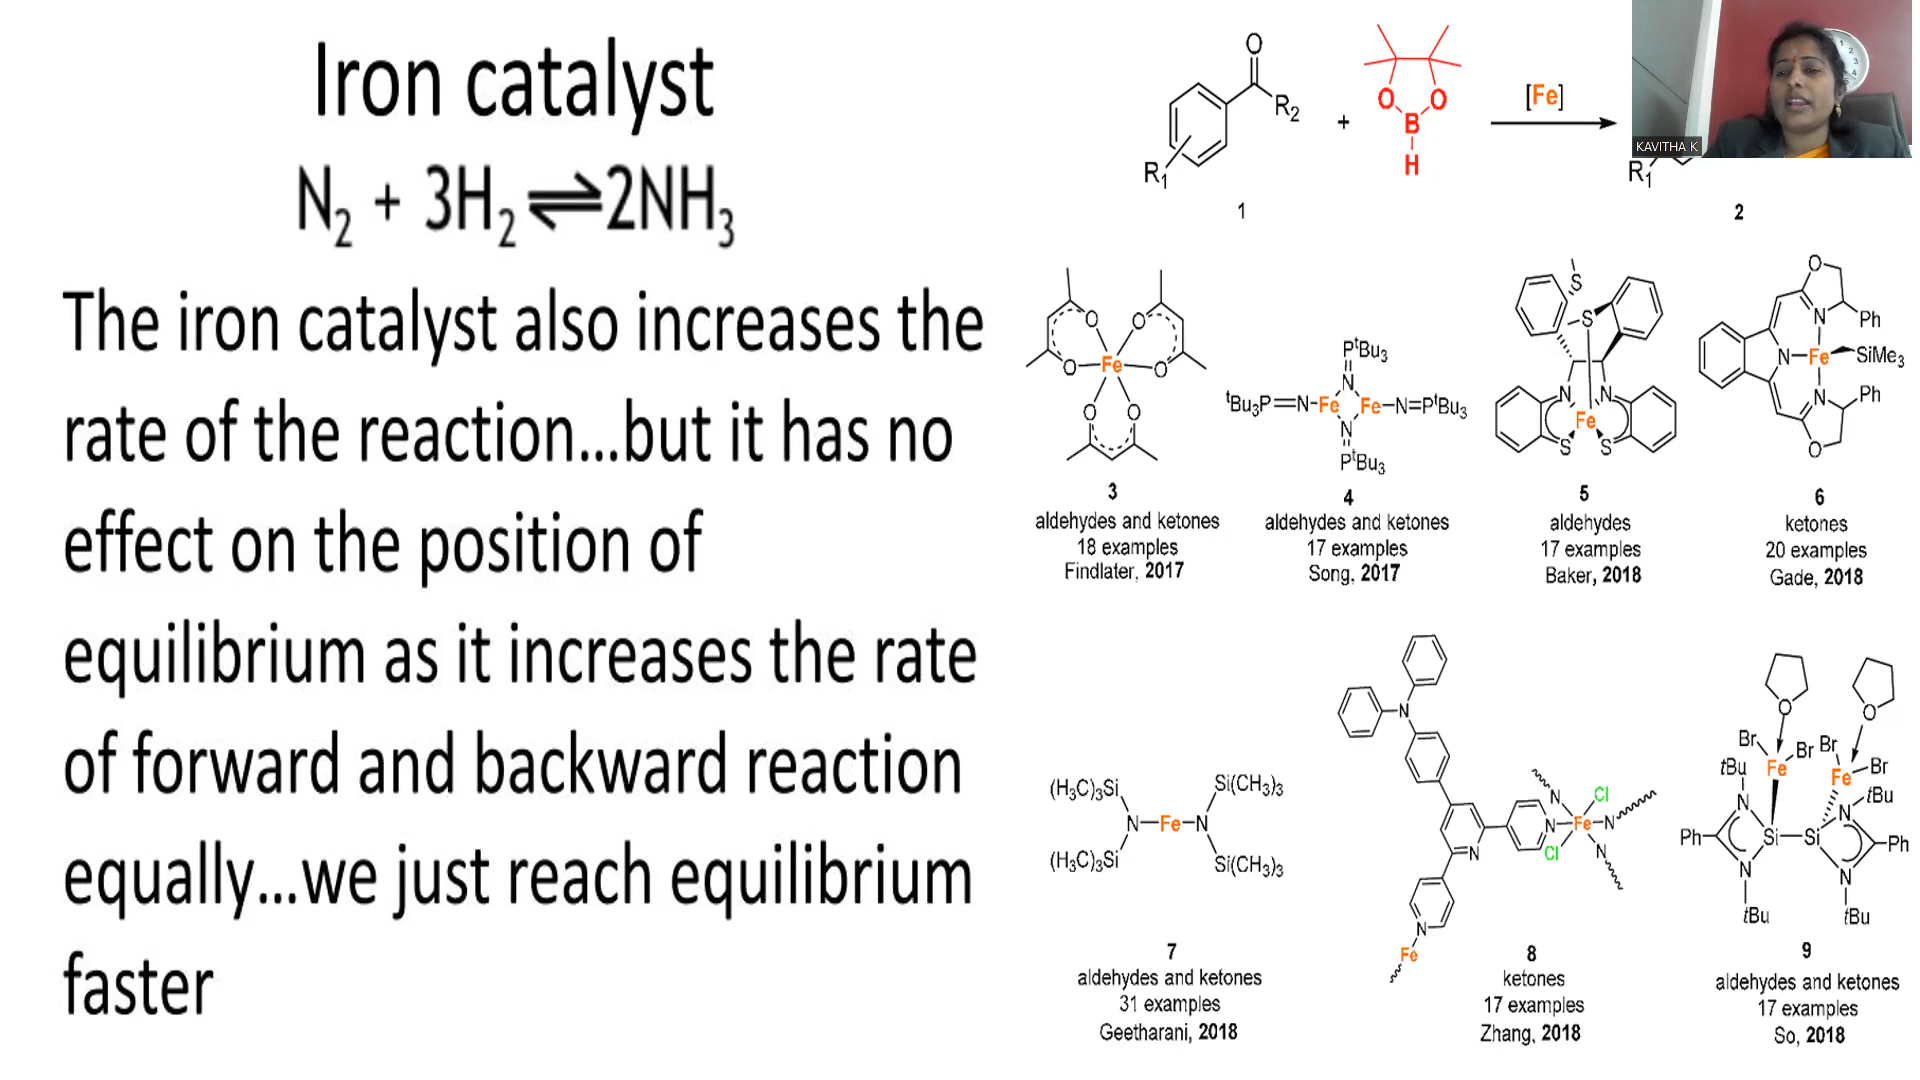 Iron catalyst
N₂ + 3H₂ ⇌ 2NH₃
The iron catalyst also increases the
rate of the reaction...but it has no
effect on the position of
equilibrium as it increases the rate
of forward and backward reaction
equally...we just reach equilibrium
faster
O
R₂
R₁
1
+
O O
B
H
[Fe]
R₁
2
KAVITHA K
1
2
3
4
O O
O Fe O
O O
3
aldehydes and ketones
18 examples
Findlater, 2017
PᵗBu₃
N
ᵗBu₃P=N-Fe Fe-N=PᵗBu₃
N
PᵗBu₃
4
aldehydes and ketones
17 examples
Song, 2017
S
S
N N
Fe
S S
5
aldehydes
17 examples
Baker, 2018
O
N Ph
N Fe SiMe₃
N Ph
O
6
ketones
20 examples
Gade, 2018
(H₃C)₃Si Si(CH₃)₃
N-Fe-N
(H₃C)₃Si Si(CH₃)₃
7
aldehydes and ketones
31 examples
Geetharani, 2018
N
N Cl
N Fe N
N Cl N
N
Fe
8
ketones
17 examples
Zhang, 2018
O O
Br Br Br
Fe Fe Br
tBu tBu
N N
Ph Si Si Ph
N N
tBu tBu
9
aldehydes and ketones
17 examples
So, 2018